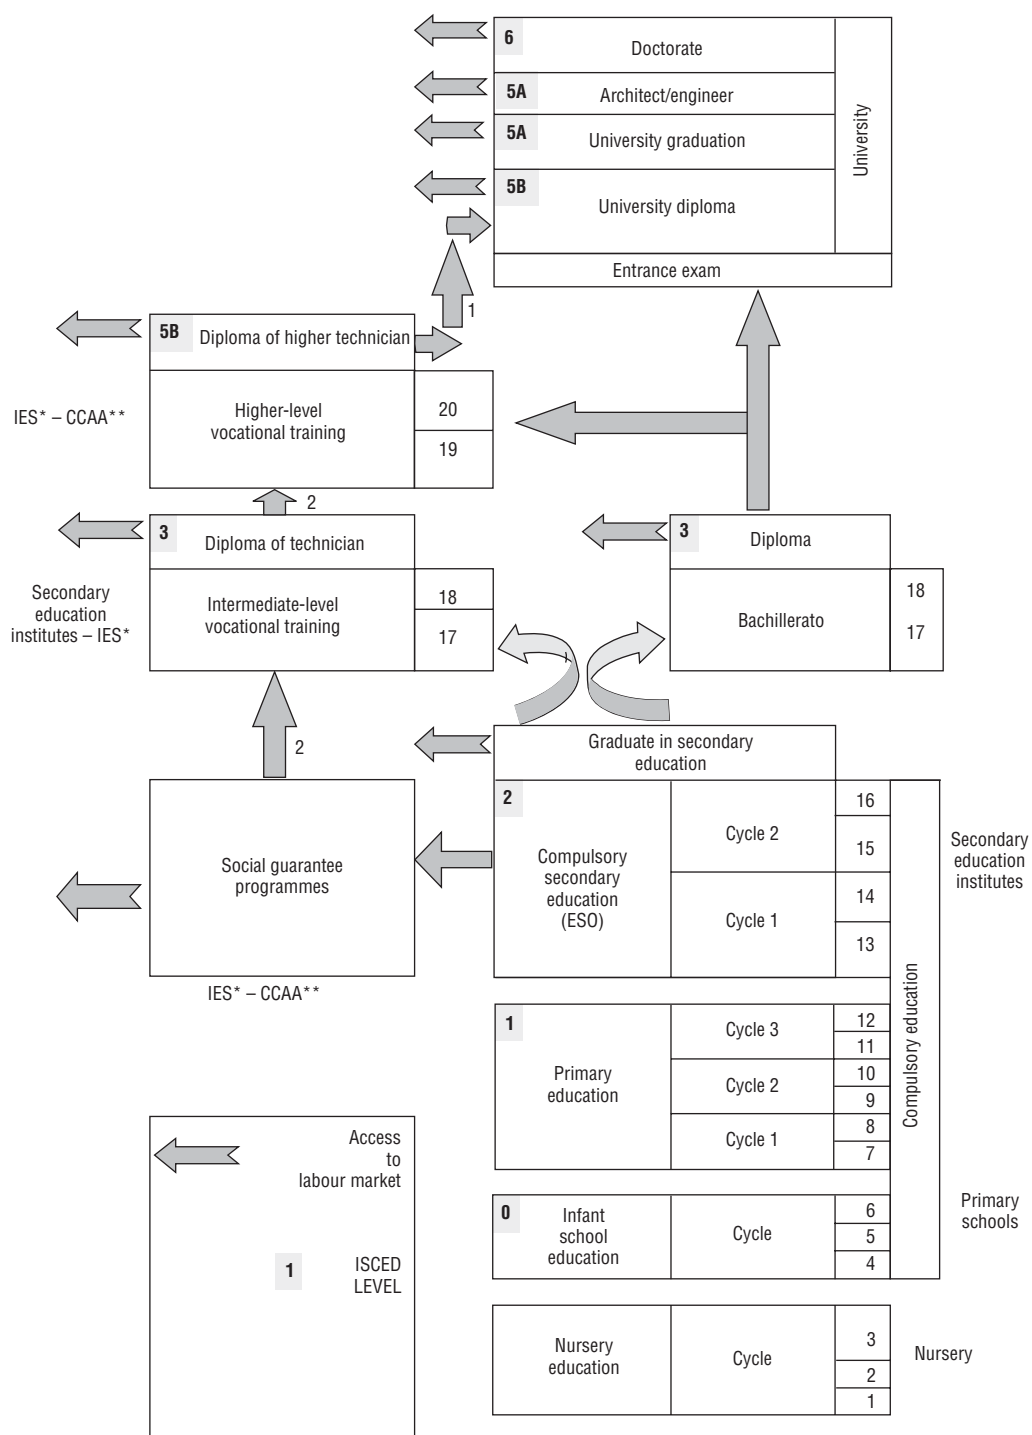 6
Doctorate
5A
Architect/engineer
5A
University graduation
5B
University diploma
University
Entrance exam
1
5B
Diploma of higher technician
IES* – CCAA**
Higher-level
vocational training
20
19
2
3
Diploma of technician
3
Diploma
Secondary
education
institutes – IES*
Intermediate-level
vocational training
18
17
Bachillerato
18
17
2
Graduate in secondary
education
2
Compulsory
secondary
education
(ESO)
Cycle 2
16
15
Cycle 1
14
13
Secondary
education
institutes
Social guarantee
programmes
IES* – CCAA**
Compulsory education
1
Primary
education
Cycle 3
12
11
Cycle 2
10
9
Cycle 1
8
7
Access
to
labour market
1
ISCED
LEVEL
0
Infant
school
education
Cycle
6
5
4
Primary
schools
Nursery
education
Cycle
3
2
1
Nursery